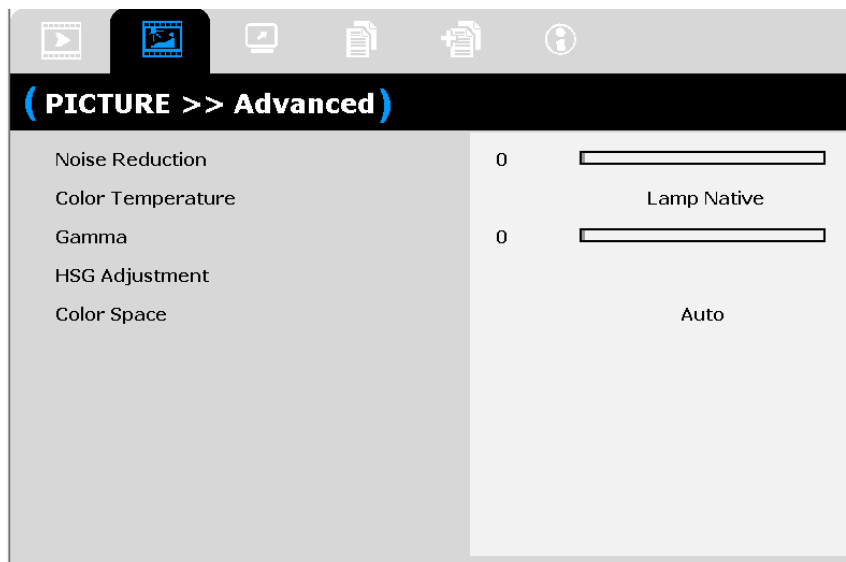 ( PICTURE >> Advanced )
Noise Reduction 0
Color Temperature Lamp Native
Gamma 0
HSG Adjustment
Color Space Auto